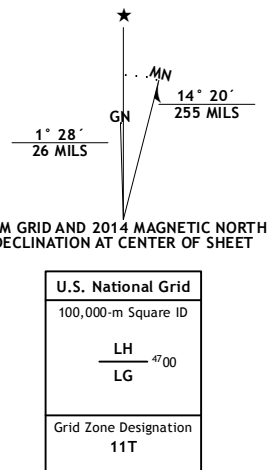 ★
MN
GN
1° 28´
26 MILS
14° 20´
255 MILS
M GRID AND 2014 MAGNETIC NORTH
DECLINATION AT CENTER OF SHEET
U.S. National Grid
100,000-m Square ID
LH
4700
LG
Grid Zone Designation
11T